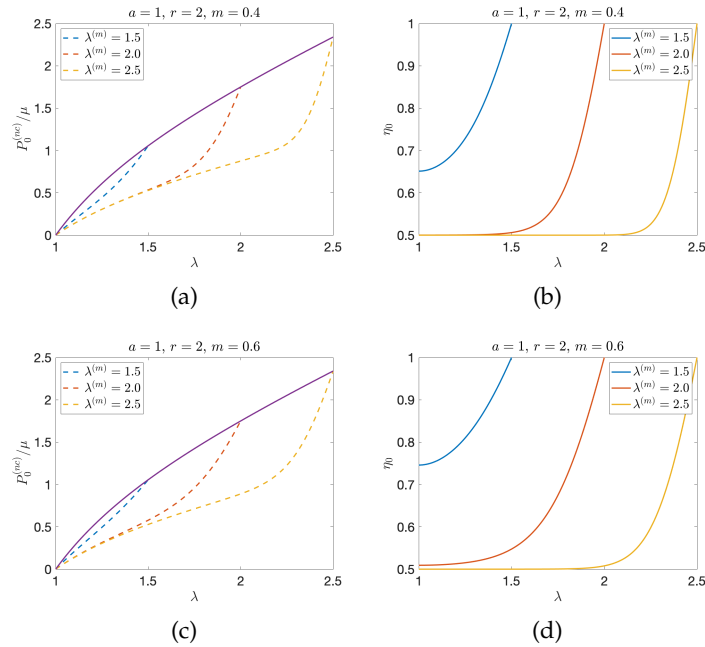 a = 1, r = 2, m = 0.4
P₀⁽ⁿᶜ⁾/μ
2.5
2
1.5
1
0.5
0
λ⁽ᵐ⁾ = 1.5
λ⁽ᵐ⁾ = 2.0
λ⁽ᵐ⁾ = 2.5
1 1.5 2 2.5
λ
(a)
a = 1, r = 2, m = 0.4
η₀
1
0.9
0.8
0.7
0.6
0.5
λ⁽ᵐ⁾ = 1.5
λ⁽ᵐ⁾ = 2.0
λ⁽ᵐ⁾ = 2.5
1 1.5 2 2.5
λ
(b)
a = 1, r = 2, m = 0.6
P₀⁽ⁿᶜ⁾/μ
2.5
2
1.5
1
0.5
0
λ⁽ᵐ⁾ = 1.5
λ⁽ᵐ⁾ = 2.0
λ⁽ᵐ⁾ = 2.5
1 1.5 2 2.5
λ
(c)
a = 1, r = 2, m = 0.6
η₀
1
0.9
0.8
0.7
0.6
0.5
λ⁽ᵐ⁾ = 1.5
λ⁽ᵐ⁾ = 2.0
λ⁽ᵐ⁾ = 2.5
1 1.5 2 2.5
λ
(d)